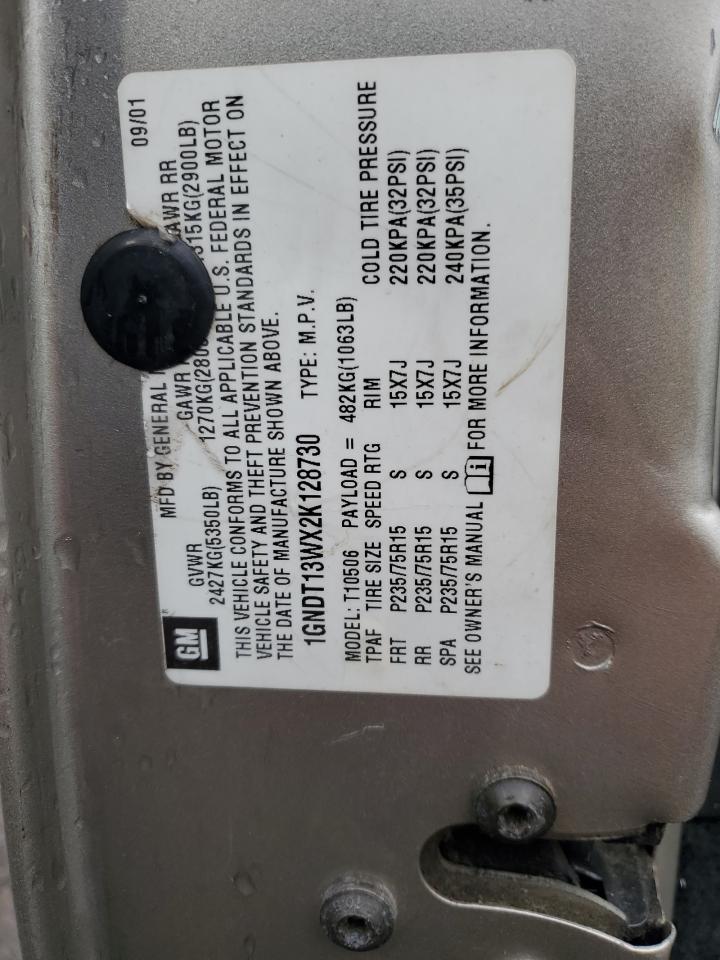 GM
MFD BY GENERAL 09/01
GVWR GAWR GAWR RR
2427KG(5350LB) 1270KG(280 315KG(2900LB)
THIS VEHICLE CONFORMS TO ALL APPLICABLE U.S. FEDERAL MOTOR
VEHICLE SAFETY AND THEFT PREVENTION STANDARDS IN EFFECT ON
THE DATE OF MANUFACTURE SHOWN ABOVE.
1GNDT13WX2K128730 TYPE: M.P.V.
MODEL: T10506 PAYLOAD = 482KG(1063LB)
TPAF TIRE SIZE SPEED RTG RIM COLD TIRE PRESSURE
FRT P235/75R15 S 15X7J 220KPA(32PSI)
RR P235/75R15 S 15X7J 220KPA(32PSI)
SPA P235/75R15 S 15X7J 240KPA(35PSI)
SEE OWNER'S MANUAL FOR MORE INFORMATION.